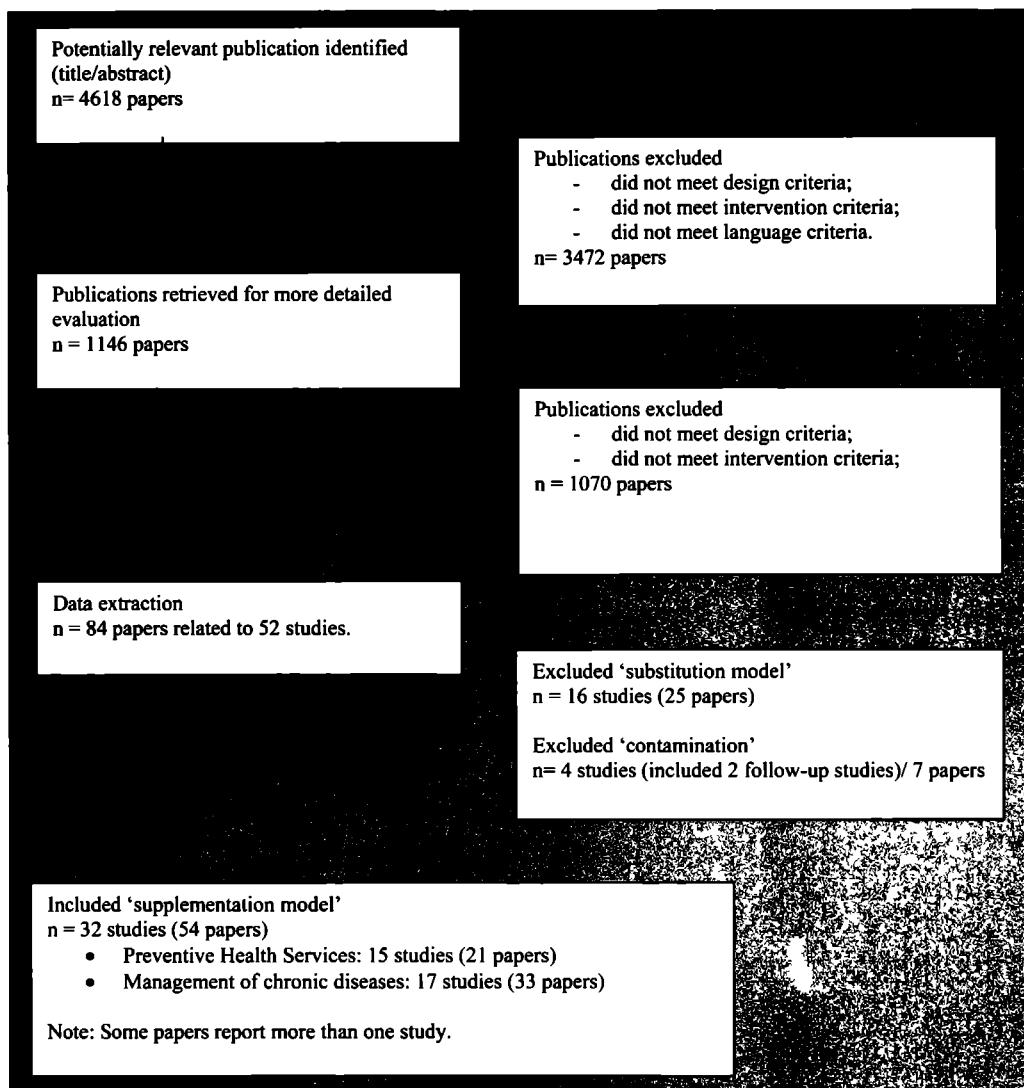 Potentially relevant publication identified
(title/abstract)
n= 4618 papers
Publications excluded
- did not meet design criteria;
- did not meet intervention criteria;
- did not meet language criteria.
n= 3472 papers
Publications retrieved for more detailed
evaluation
n = 1146 papers
Publications excluded
- did not meet design criteria;
- did not meet intervention criteria;
n = 1070 papers
Data extraction
n = 84 papers related to 52 studies.
Excluded ‘substitution model’
n = 16 studies (25 papers)
Excluded ‘contamination’
n= 4 studies (included 2 follow-up studies)/ 7 papers
Included ‘supplementation model’
n = 32 studies (54 papers)
• Preventive Health Services: 15 studies (21 papers)
• Management of chronic diseases: 17 studies (33 papers)
Note: Some papers report more than one study.